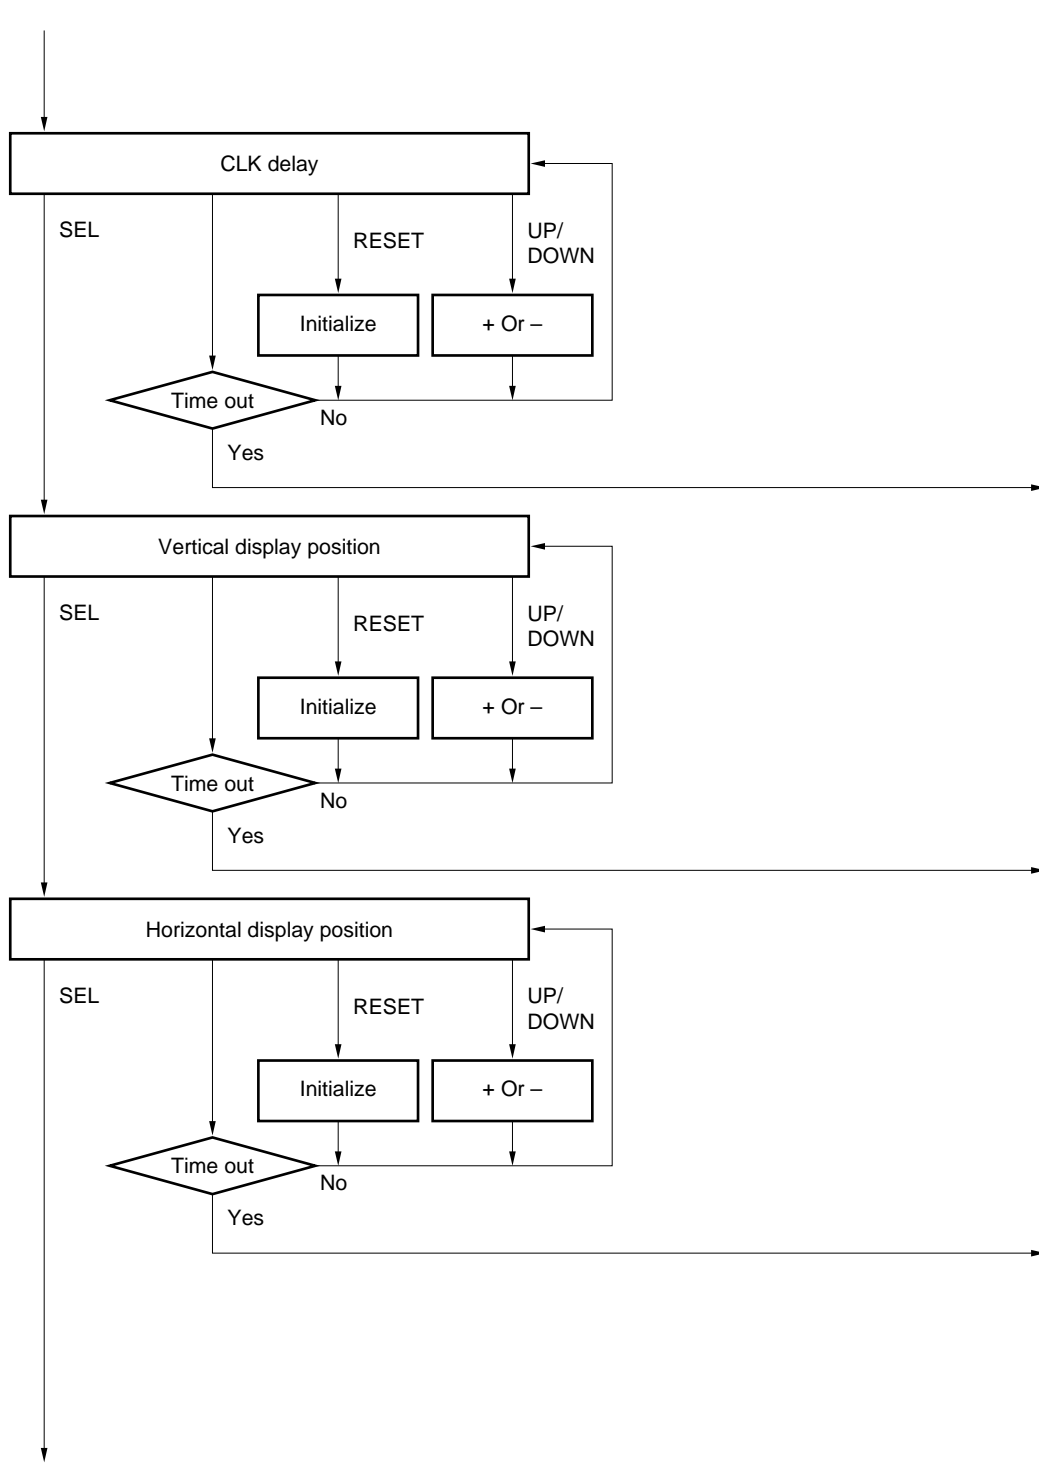 CLK delay
SEL
RESET
UP/
DOWN
Initialize
+ Or –
Time out
No
Yes
Vertical display position
SEL
RESET
UP/
DOWN
Initialize
+ Or –
Time out
No
Yes
Horizontal display position
SEL
RESET
UP/
DOWN
Initialize
+ Or –
Time out
No
Yes